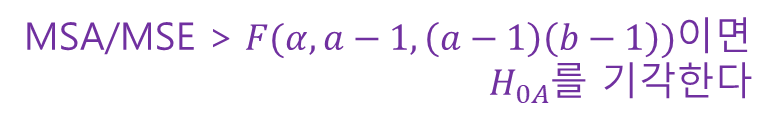 MSA/MSE > F(α, a − 1, (a − 1)(b − 1))이면
H₀A를 기각한다